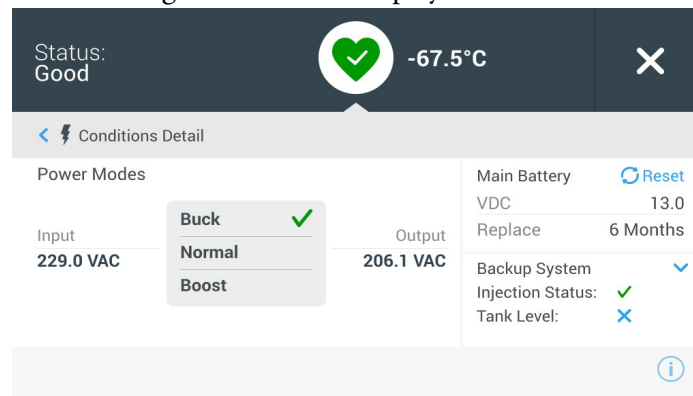 Status:
Good
-67.5°C
Conditions Detail
Power Modes
Input
229.0 VAC
Buck
Normal
Boost
Output
206.1 VAC
Main Battery
Reset
VDC 13.0
Replace 6 Months
Backup System
Injection Status:
Tank Level: